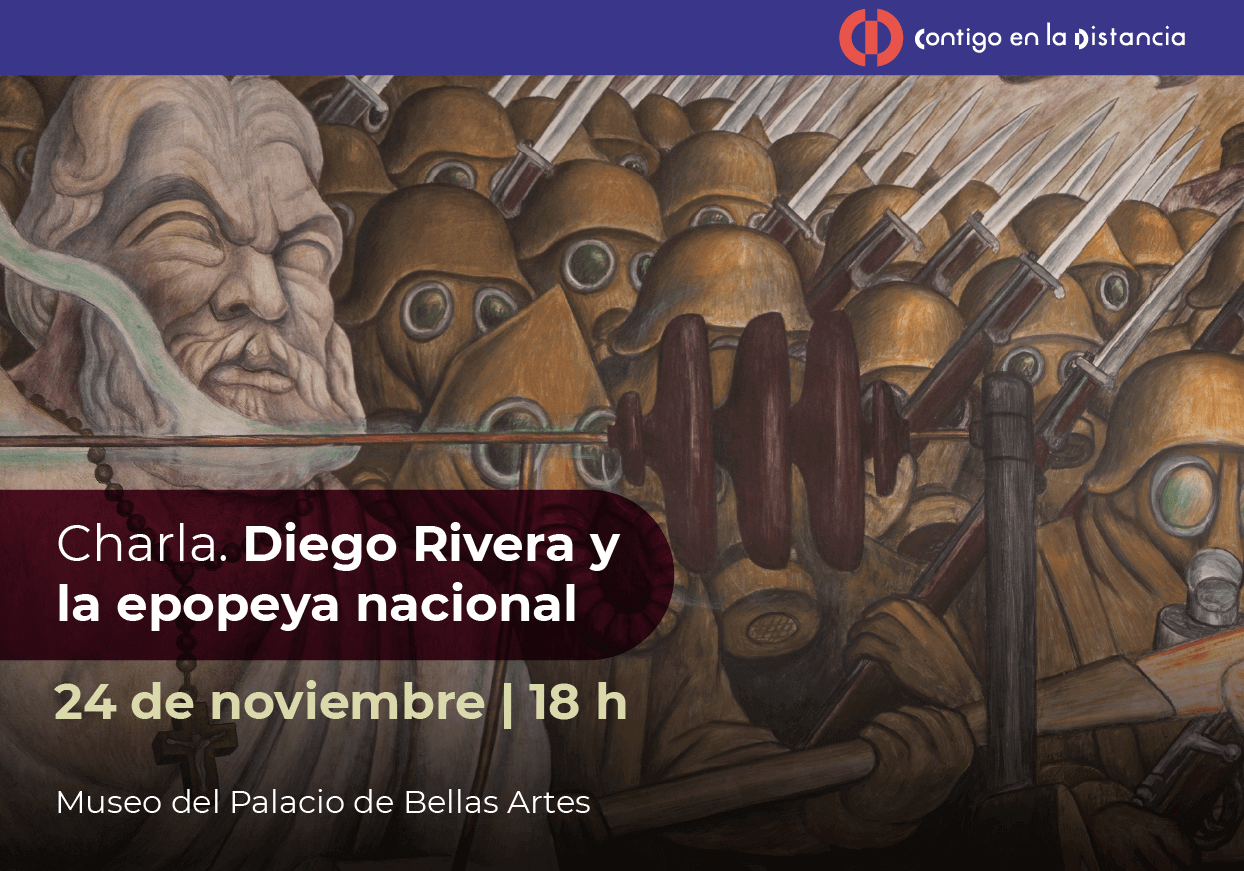 Contigo en la Distancia
Charla. Diego Rivera y
la epopeya nacional
24 de noviembre | 18 h
Museo del Palacio de Bellas Artes